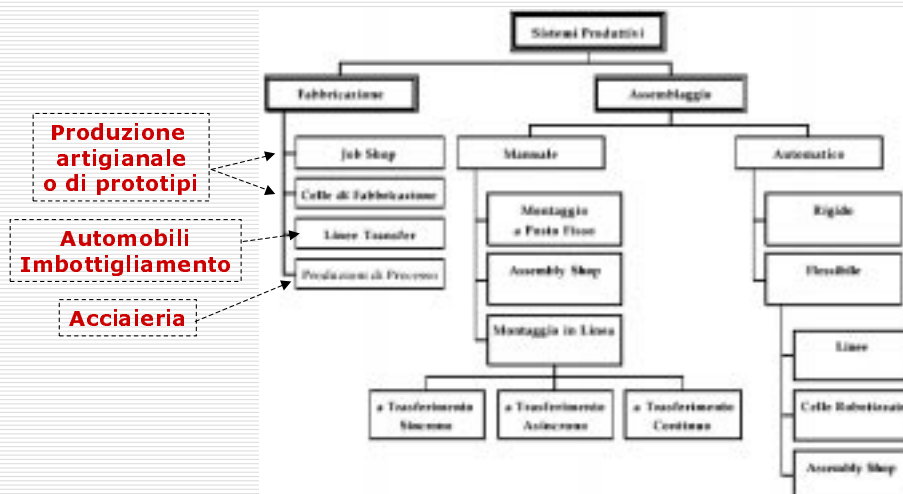 Sistemi Produttivi
Fabbricazione
Assemblaggio
Produzione
artigianale
o di prototipi
Job Shop
Manuale
Automatico
Celle di Fabbricazione
Montaggio
a Posto Fisso
Rigido
Automobili
Imbottigliamento
Linee Transfer
Assembly Shop
Flessibile
Produzioni di Processo
Acciaieria
Montaggio in Linea
Linee
a Trasferimento
Sincrono
a Trasferimento
Asincrono
a Trasferimento
Continuo
Celle Robotizzate
Assembly Shop